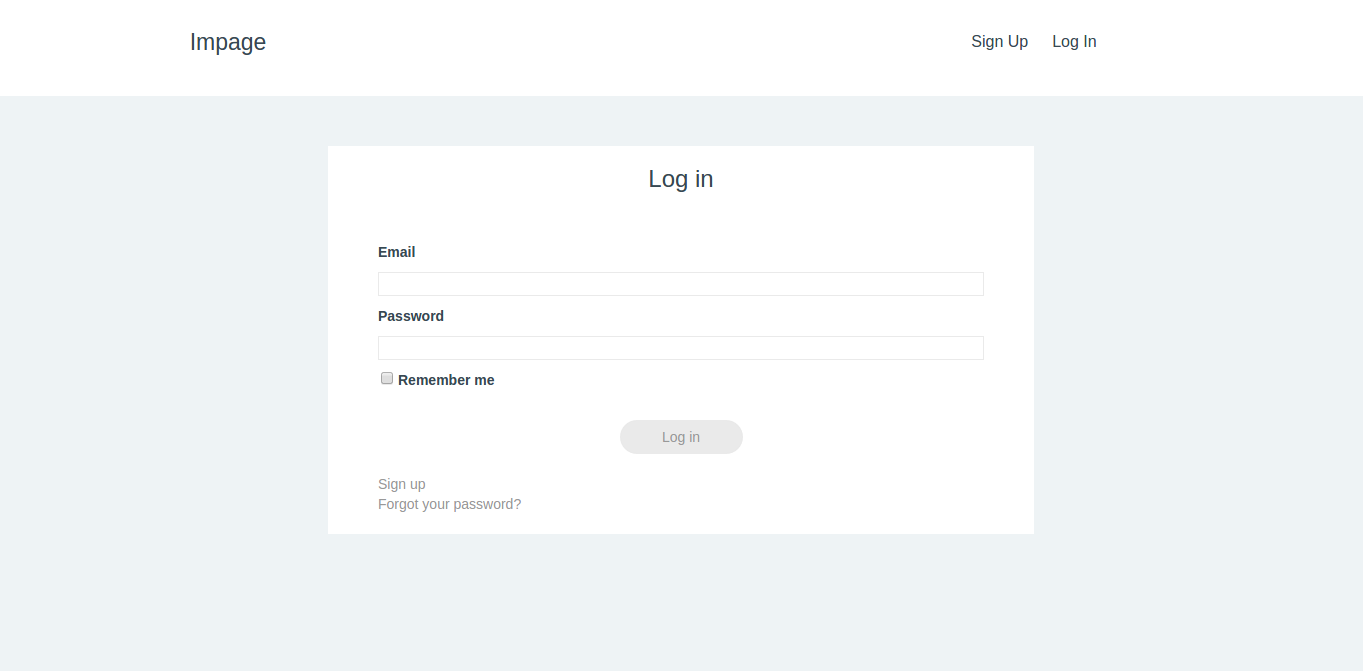 Impage
Sign Up Log In
Log in
Email
Password
Remember me
Log in
Sign up
Forgot your password?